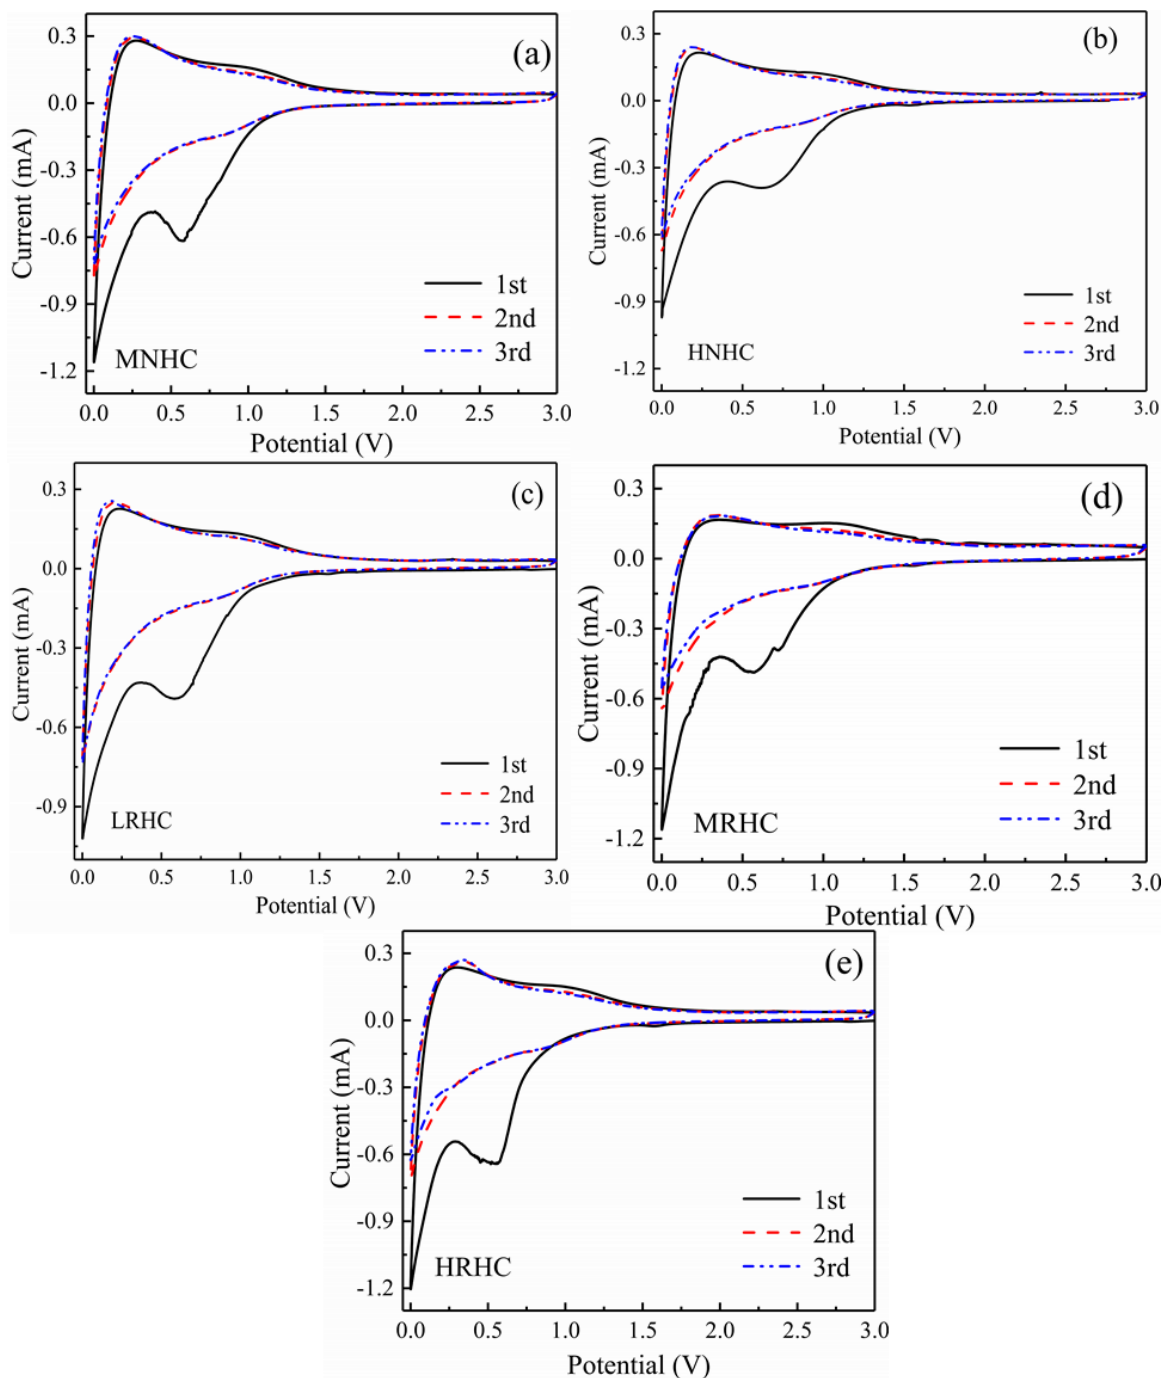 (a)
0.3
0.0
-0.3
-0.6
-0.9
-1.2
Current (mA)
1st
2nd
3rd
MNHC
0.0 0.5 1.0 1.5 2.0 2.5 3.0
Potential (V)
(b)
0.3
0.0
-0.3
-0.6
-0.9
-1.2
Current (mA)
1st
2nd
3rd
HNHC
0.0 0.5 1.0 1.5 2.0 2.5 3.0
Potential (V)
(c)
0.3
0.0
-0.3
-0.6
-0.9
Current (mA)
1st
2nd
3rd
LRHC
0.0 0.5 1.0 1.5 2.0 2.5 3.0
Potential (V)
(d)
0.3
0.0
-0.3
-0.6
-0.9
-1.2
Current (mA)
1st
2nd
3rd
MRHC
0.0 0.5 1.0 1.5 2.0 2.5 3.0
Potential (V)
(e)
0.3
0.0
-0.3
-0.6
-0.9
-1.2
Current (mA)
1st
2nd
3rd
HRHC
0.0 0.5 1.0 1.5 2.0 2.5 3.0
Potential (V)